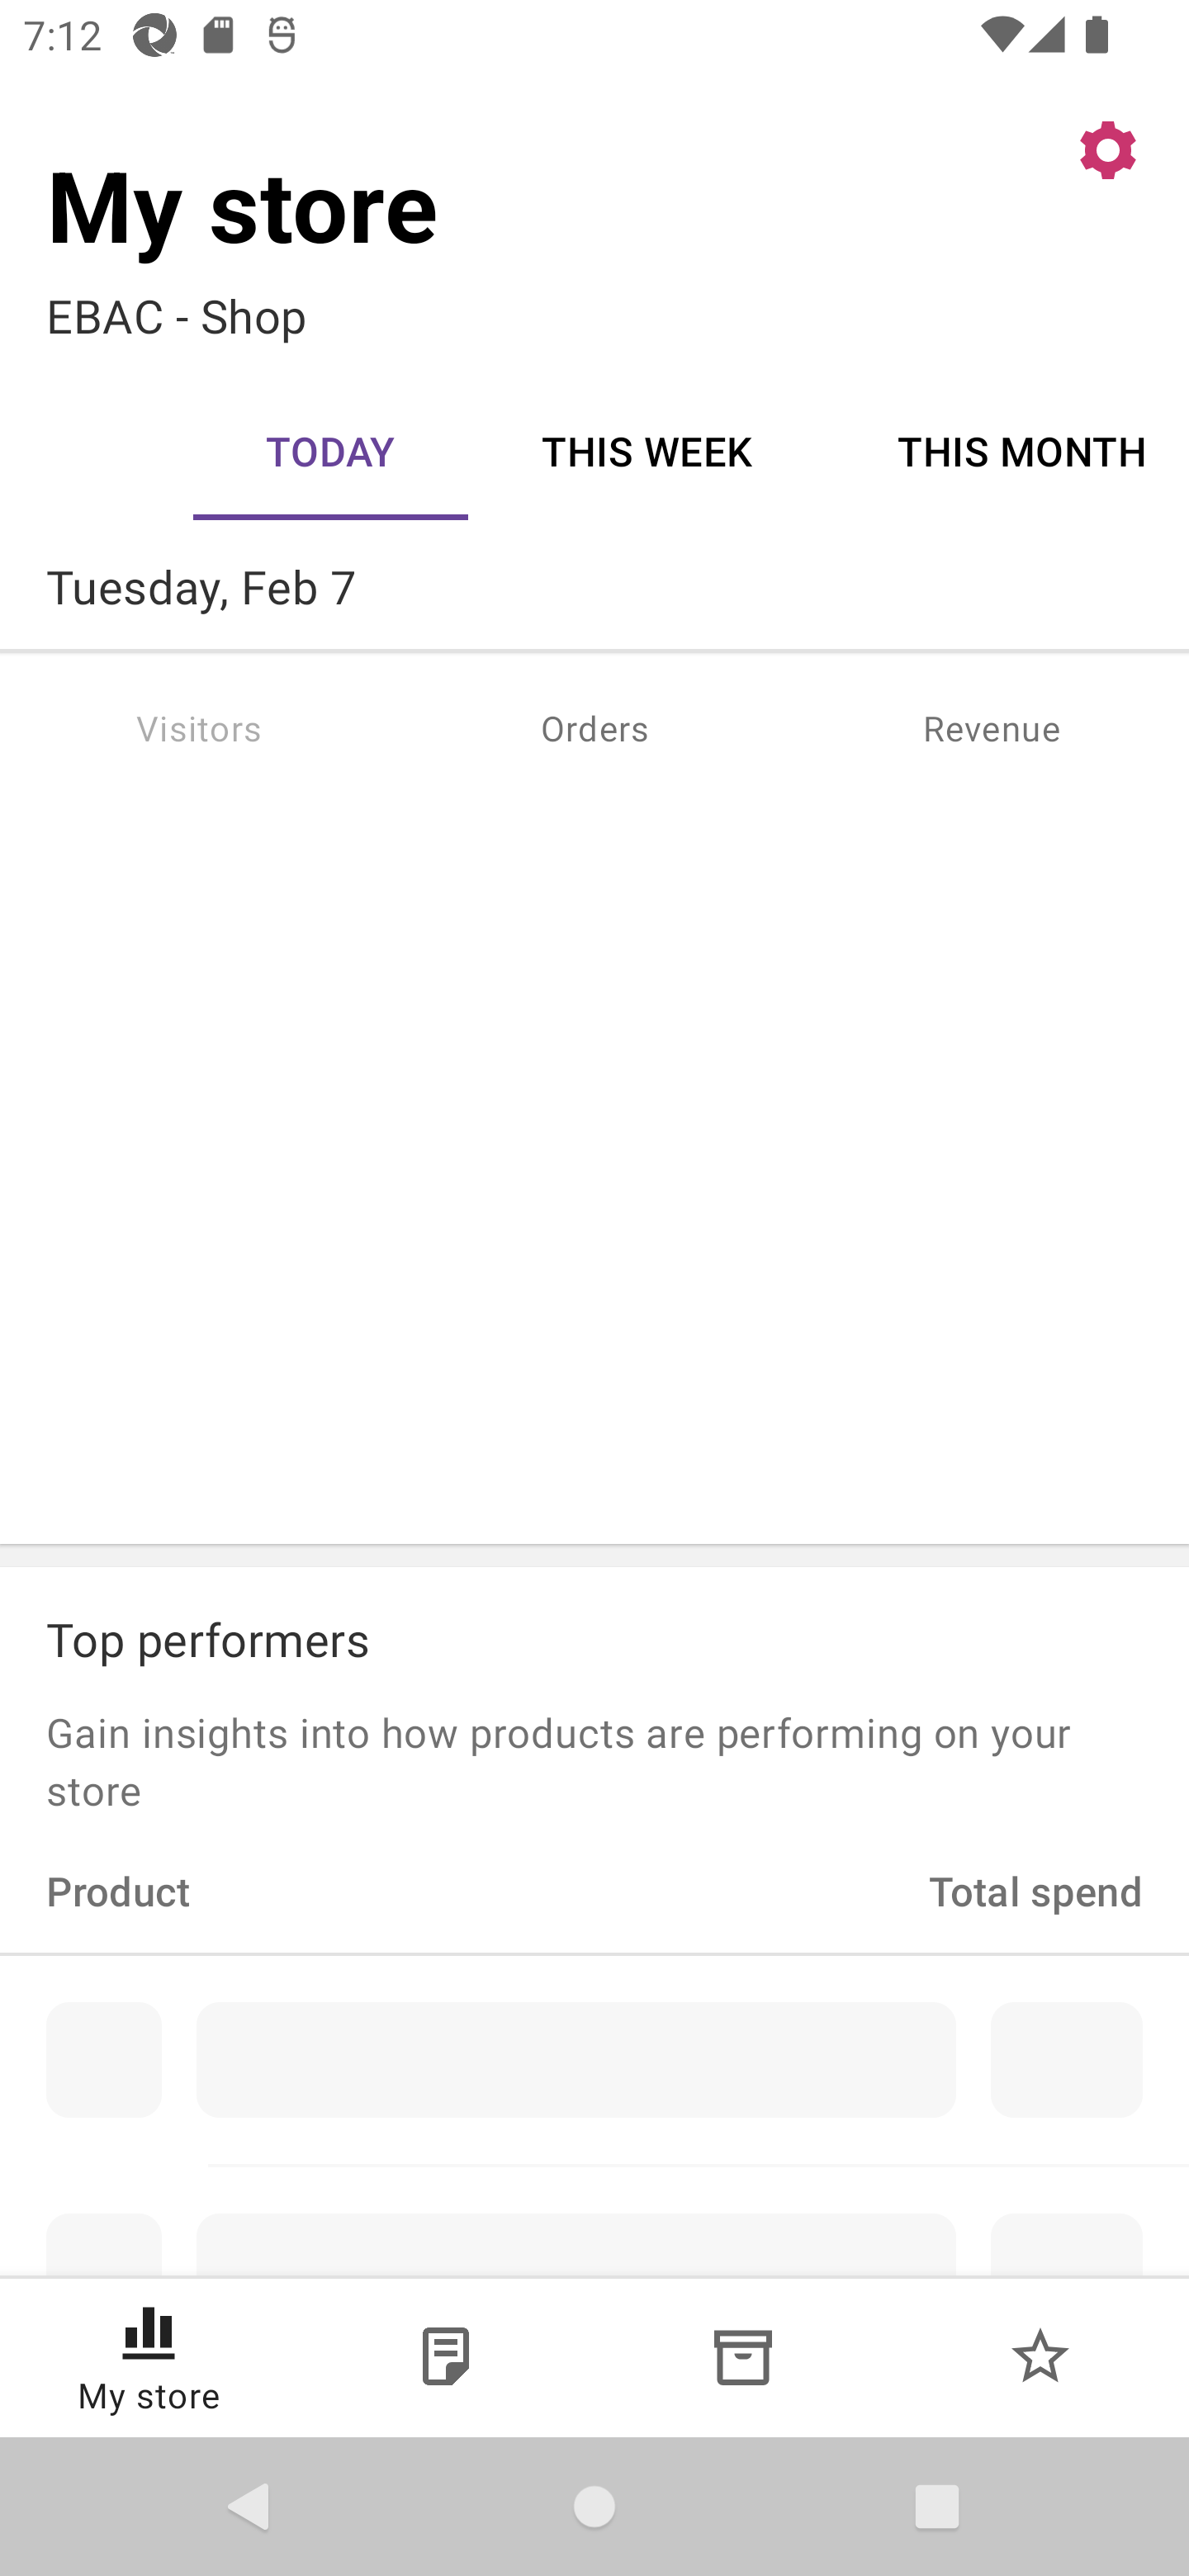 7:12
My store
EBAC - Shop
TODAY
THIS WEEK
THIS MONTH
Tuesday, Feb 7
Visitors
Orders
Revenue
Top performers
Gain insights into how products are performing on your
store
Product
Total spend
My store